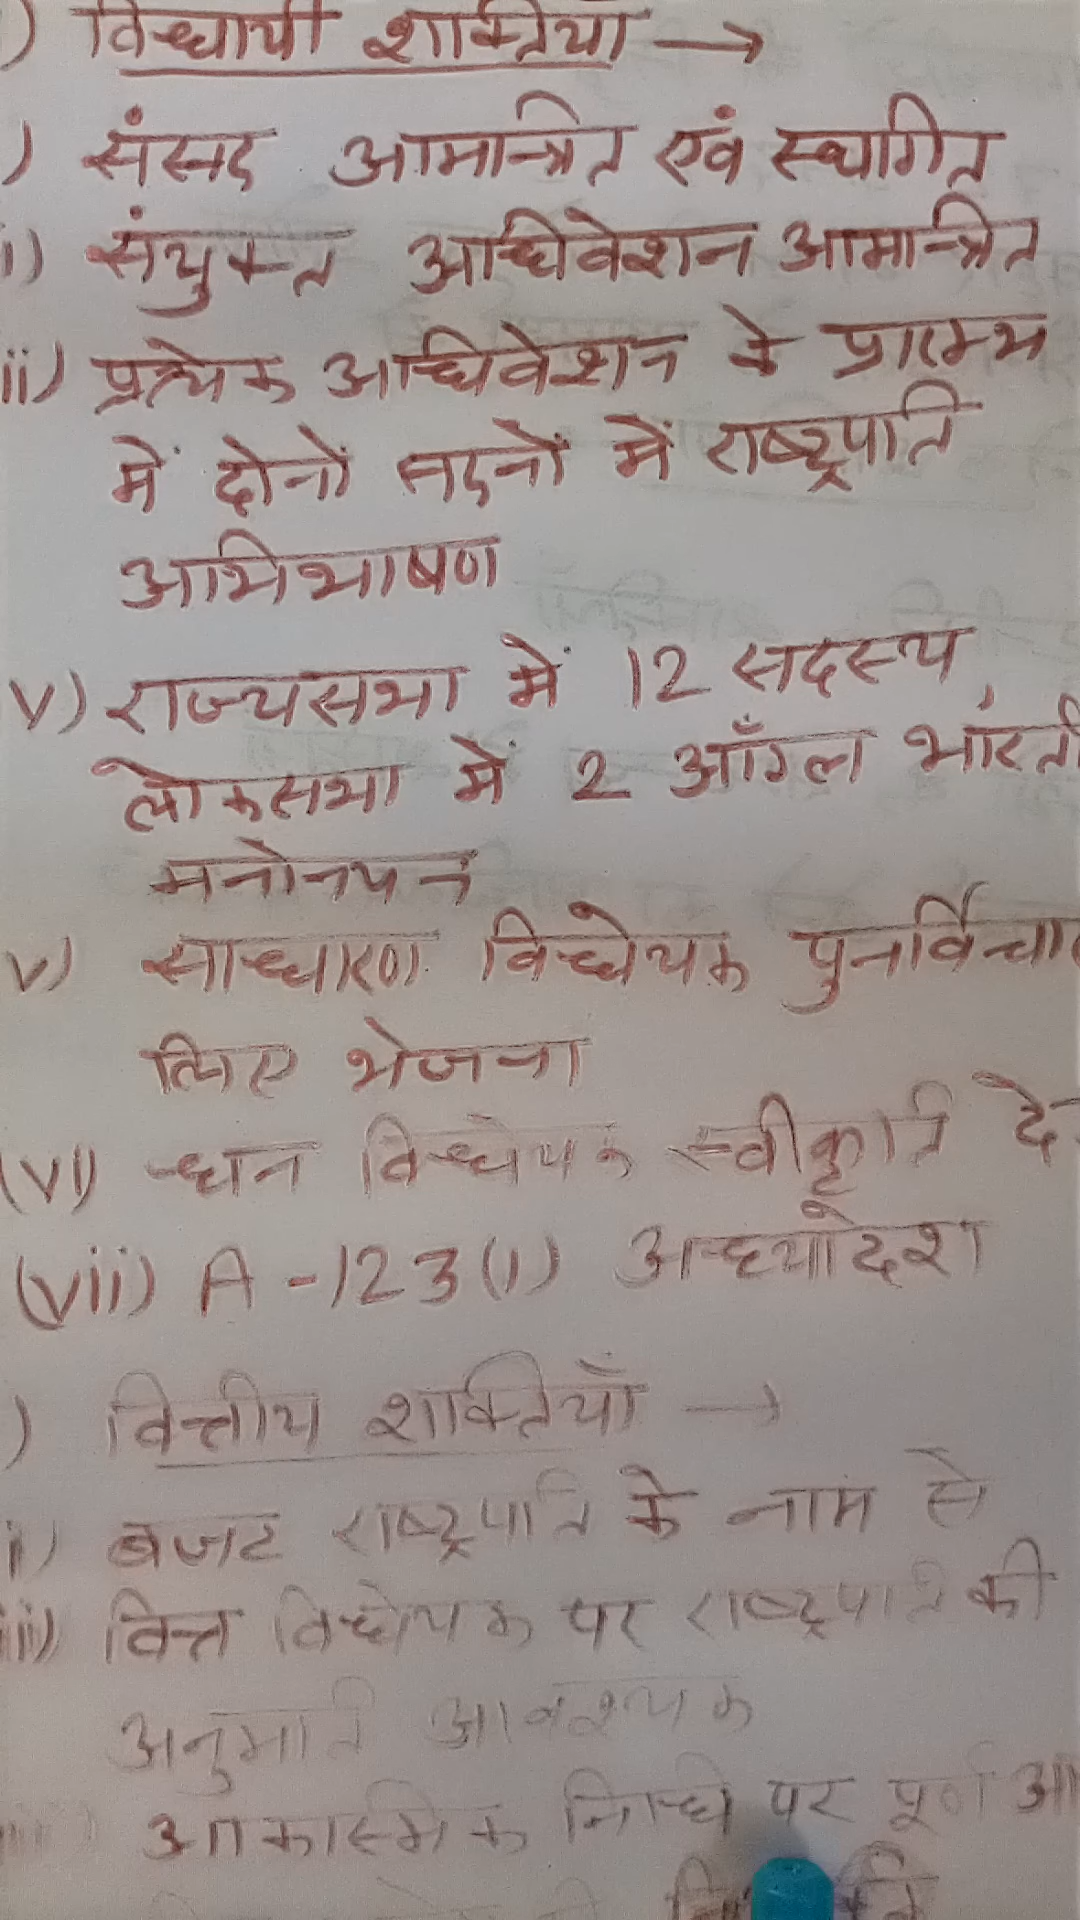 ) विधायी शक्तियां →
) संसद आमन्त्रित एवं स्थगित
i) संयुक्त अधिवेशन आमन्त्रित
ii) प्रत्येक अधिवेशन के प्रारम्भ
में दोनों सदनों में राष्ट्रपति
अभिभाषण
v) राज्यसभा में 12 सदस्य,
लोकसभा में 2 आँग्ल भारती
मनोनयन
v) साधारण विधेयक पुनर्विचार
लिए भेजना
(vi) धन विधेयक स्वीकृति दे
(vii) A-123(1) अध्यादेश
) वित्तीय शक्तियाँ →
i) बजट राष्ट्रपति के नाम से
ii) वित्त विधेयक पर राष्ट्रपति की
अनुमति आवश्यक
आकास्मिक निधि पर पूर्ण